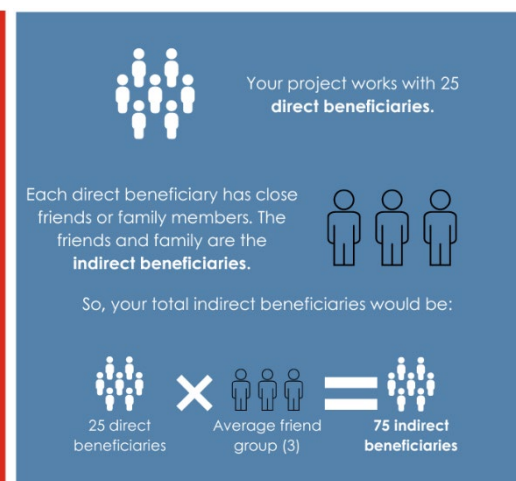 Your project works with 25
direct beneficiaries.
Each direct beneficiary has close
friends or family members. The
friends and family are the
indirect beneficiaries.
So, your total indirect beneficiaries would be:
25 direct
beneficiaries
Average friend
group (3)
75 indirect
beneficiaries